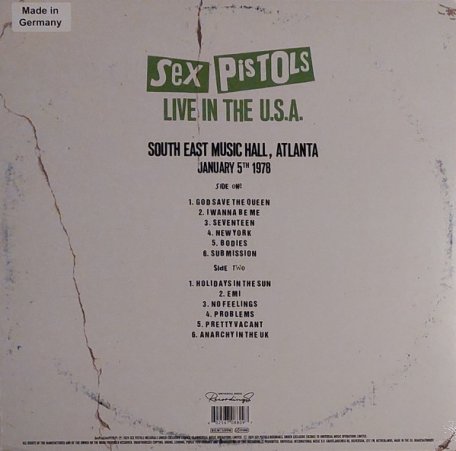 Made in
Germany
SEX PISTOLS
LIVE IN THE U.S.A.
SOUTH EAST MUSIC HALL, ATLANTA
JANUARY 5TH 1978
SIDE ONE
1. GOD SAVE THE QUEEN
2. I WANNA BE ME
3. SEVENTEEN
4. NEW YORK
5. BODIES
6. SUBMISSION
SIDE TWO
1. HOLIDAYS IN THE SUN
2. EMI
3. NO FEELINGS
4. PROBLEMS
5. PRETTY VACANT
6. ANARCHY IN THE UK
Recordings